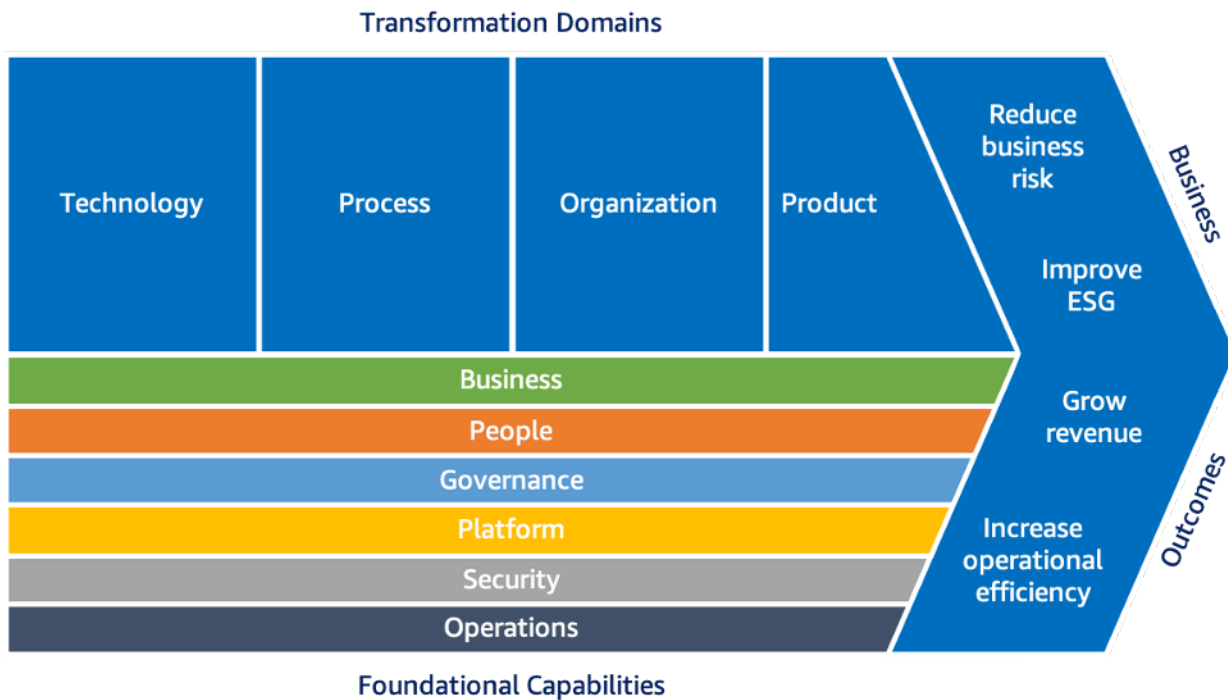 Transformation Domains
Technology
Process
Organization
Product
Reduce
business
risk
Improve
ESG
Grow
revenue
Increase
operational
efficiency
Business
Outcomes
Business
People
Governance
Platform
Security
Operations
Foundational Capabilities